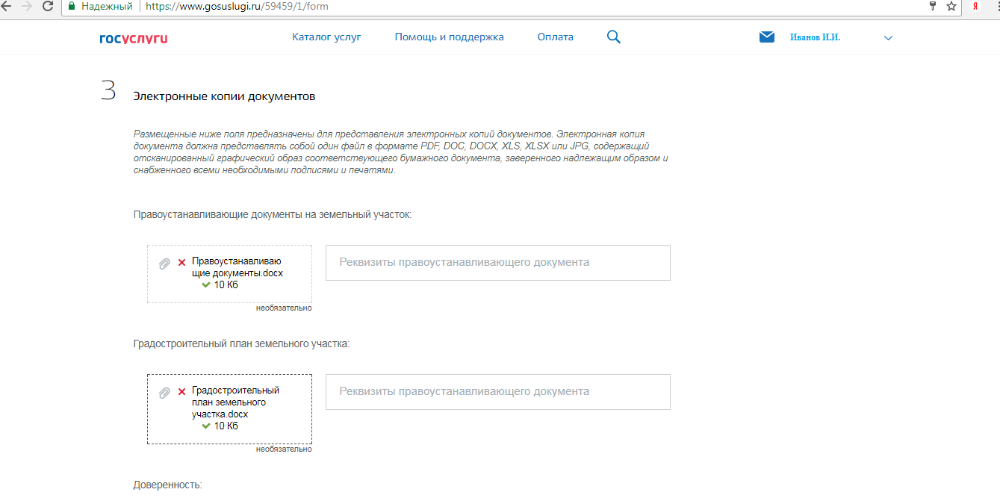 Надежный https://www.gosuslugi.ru/59459/1/form
госуслуги Каталог услуг Помощь и поддержка Оплата Иванов И.И.
3 Электронные копии документов
Размещенные ниже поля предназначены для представления электронных копий документов. Электронная копия
документа должна представлять собой один файл в формате PDF, DOC, DOCX, XLS, XLSX или JPG, содержащий
отсканированный графический образ соответствующего бумажного документа, заверенного надлежащим образом и
снабженного всеми необходимыми подписями и печатями.
Правоустанавливающие документы на земельный участок:
Правоустанавливаю
щие документы.docx
10 Кб
Реквизиты правоустанавливающего документа
необязательно
Градостроительный план земельного участка:
Градостроительный
план земельного
участка.docx
10 Кб
Реквизиты правоустанавливающего документа
необязательно
Доверенность: